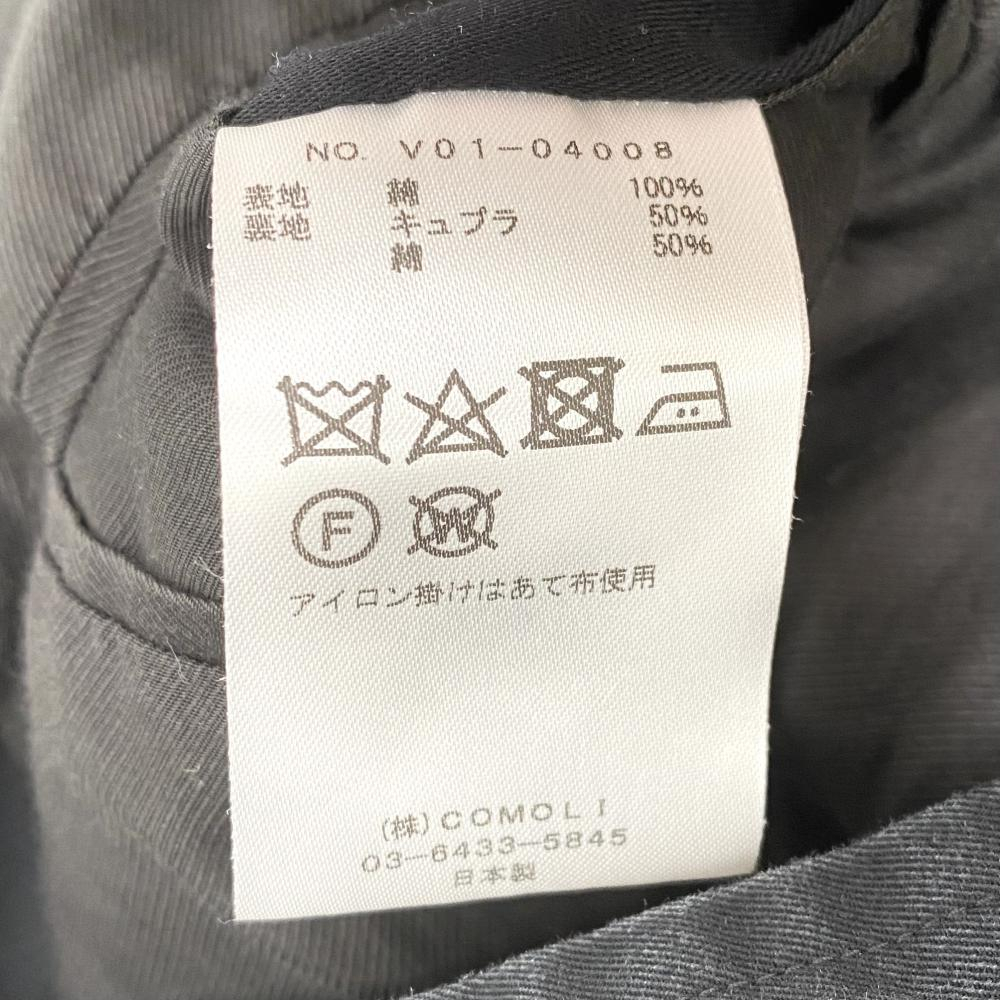 NO. V01-04008
表地 綿 100%
裏地 キュプラ 50%
綿 50%
F
W
アイロン掛けはあて布使用
(株)COMOLI
03-6433-5845
日本製